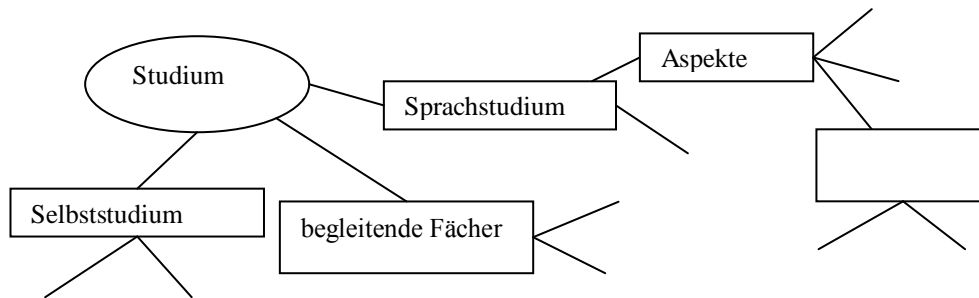 Studium
Aspekte
Sprachstudium
Selbststudium
begleitende Fächer